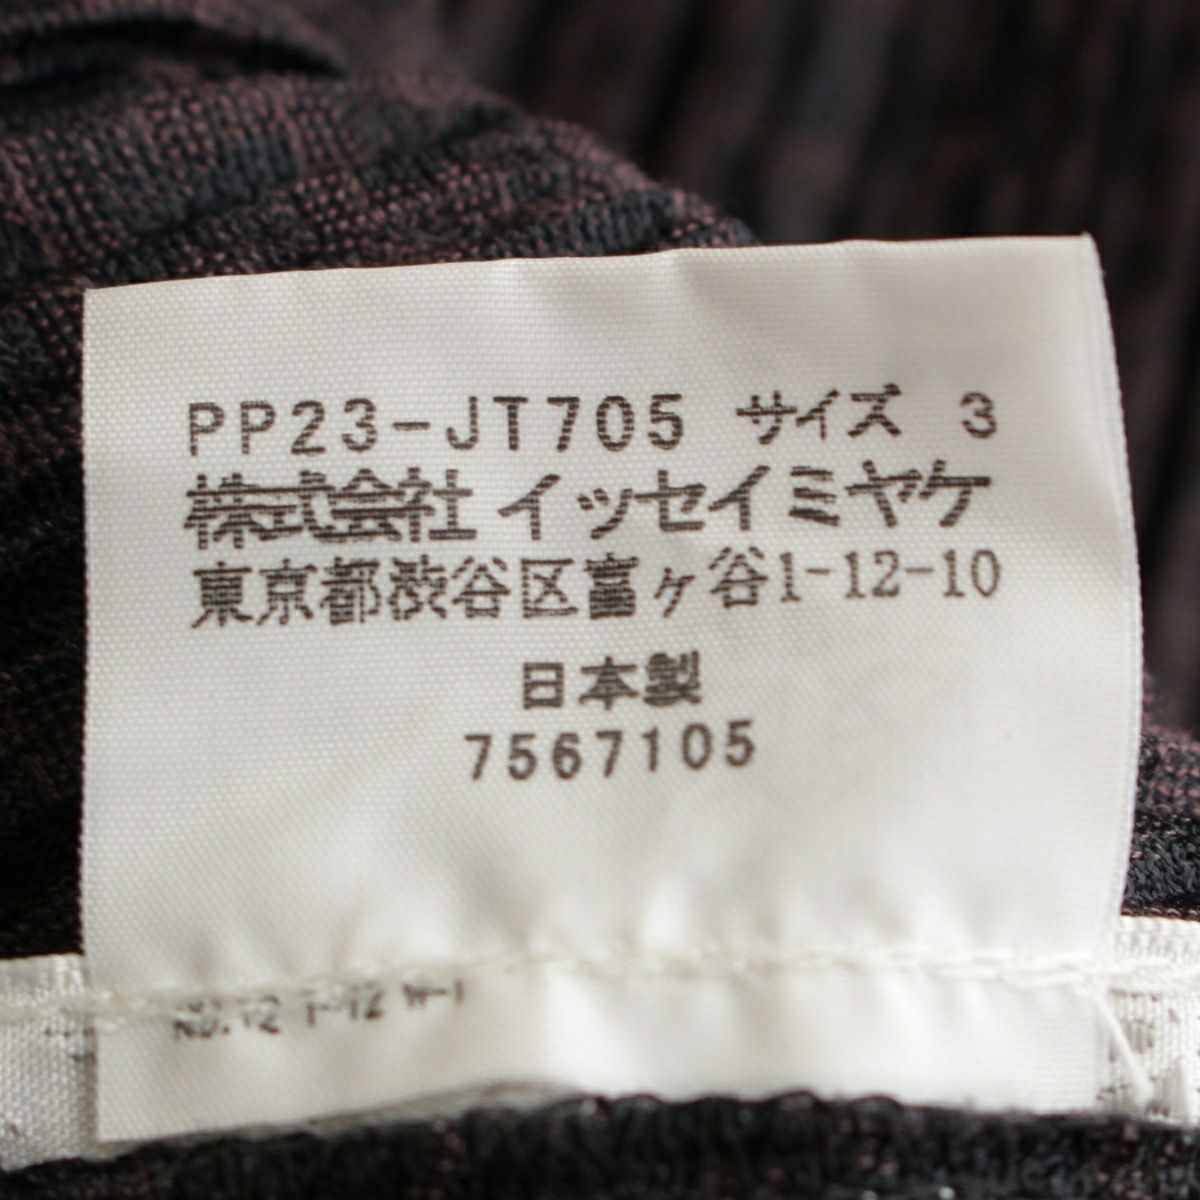 PP23-JT705 サイズ 3
株式会社 イッセイミヤケ
東京都渋谷区富ヶ谷1-12-10
日本製
7567105